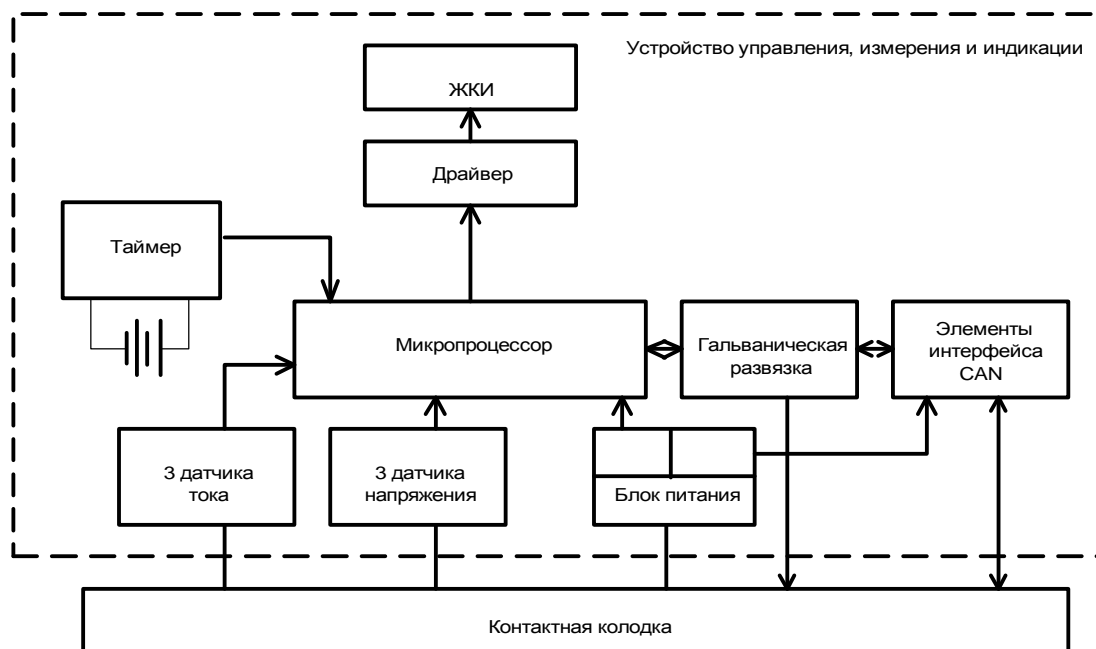 Устройство управления, измерения и индикации
ЖКИ
Драйвер
Таймер
Микропроцессор
Гальваническая
развязка
Элементы
интерфейса
CAN
3 датчика
тока
3 датчика
напряжения
Блок питания
Контактная колодка